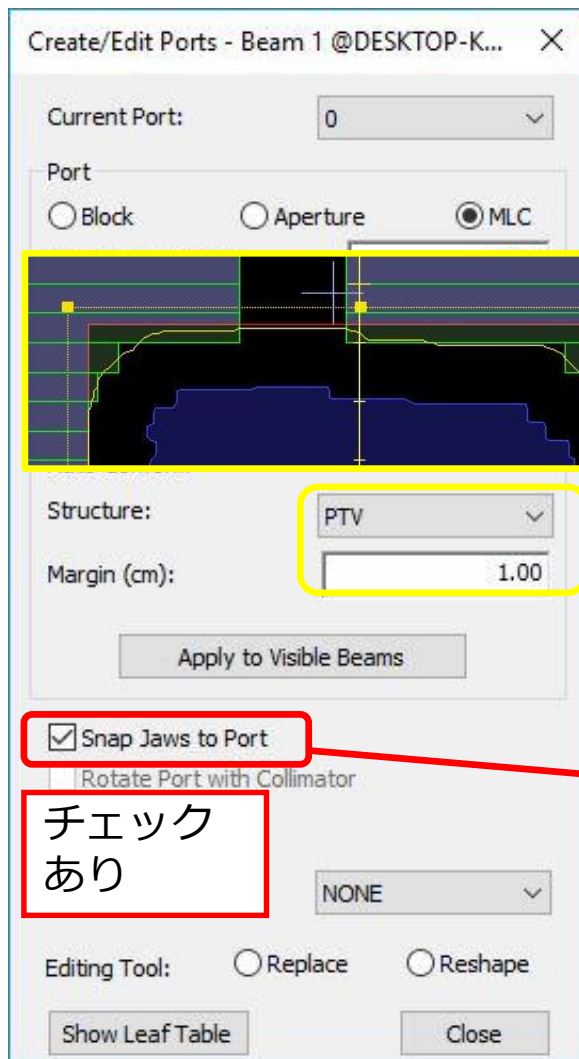 Create/Edit Ports - Beam 1 @DESKTOP-K...
Current Port:
0
Port
Block
Aperture
MLC
Structure:
PTV
Margin (cm):
1.00
Apply to Visible Beams
Snap Jaws to Port
Rotate Port with Collimator
チェック
あり
NONE
Editing Tool:
Replace
Reshape
Show Leaf Table
Close